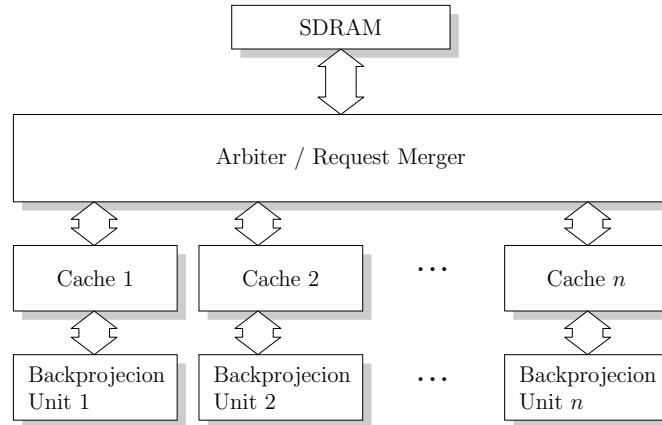 SDRAM
Arbiter / Request Merger
Cache 1
Cache 2
...
Cache n
Backprojecion
Unit 1
Backprojecion
Unit 2
...
Backprojecion
Unit n